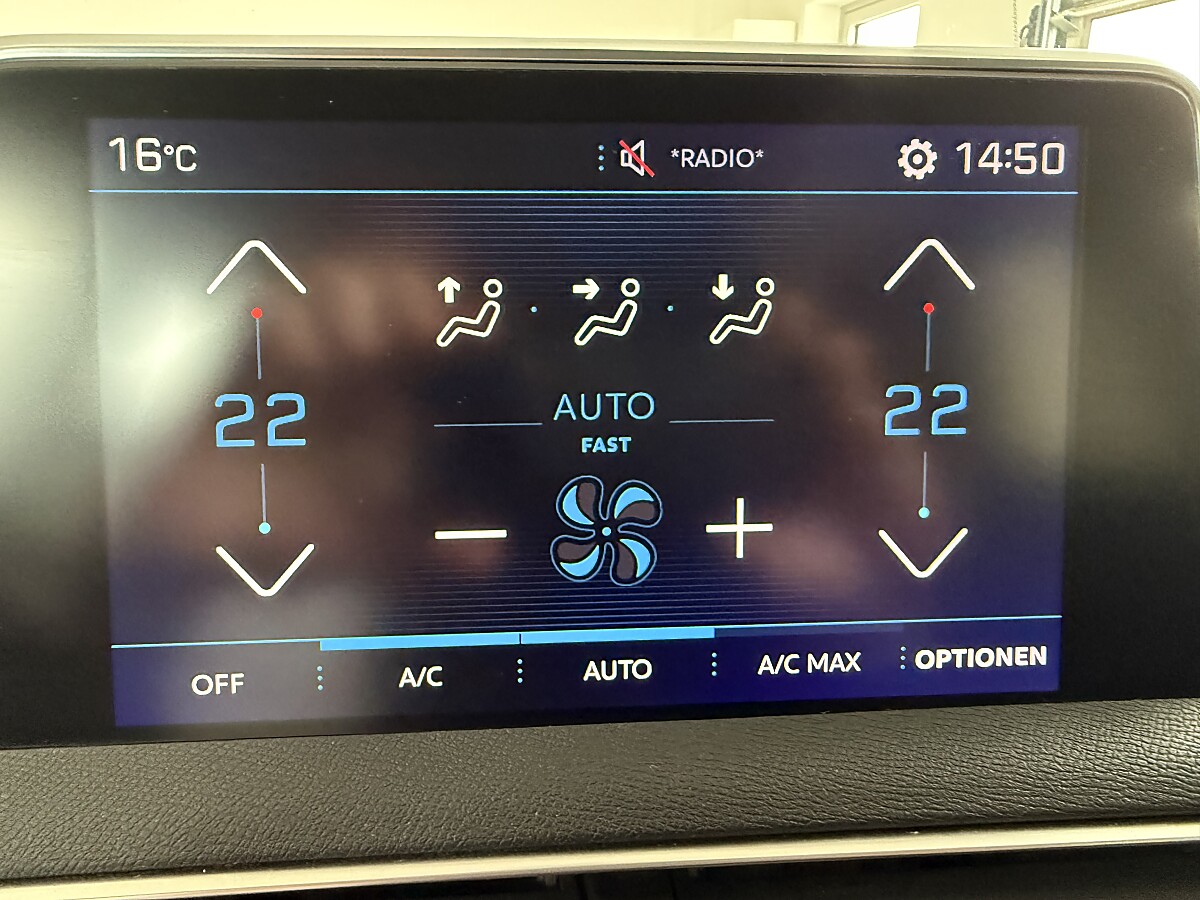 16°C *RADIO* 14:50
22 22
AUTO
FAST
OFF A/C AUTO A/C MAX OPTIONEN